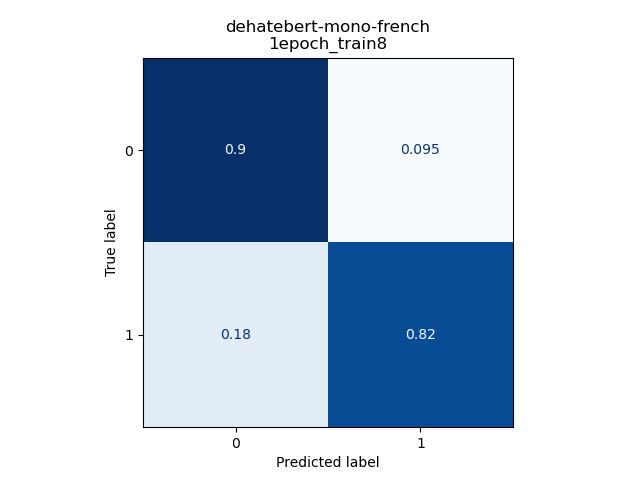 dehatebert-mono-french
1epoch_train8
True label
0
0.9
0.095
1
0.18
0.82
0
1
Predicted label